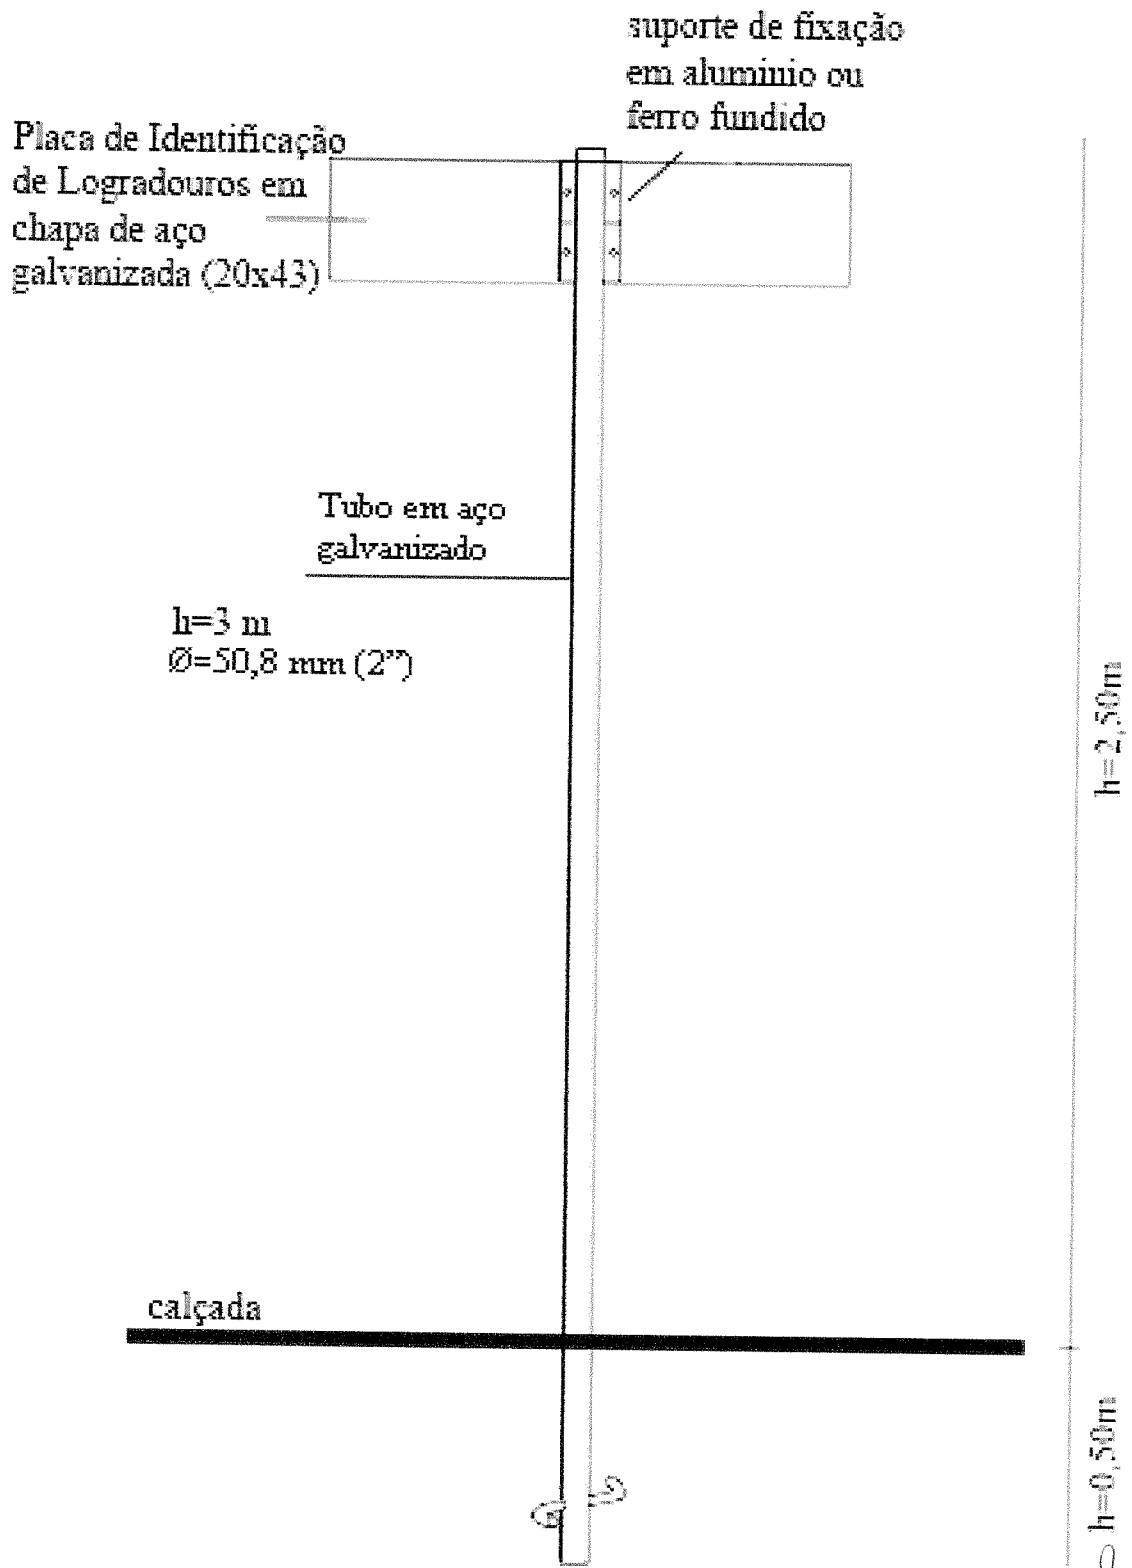 suporte de fixação
em aluminio ou
ferro fundido
Placa de Identificação
de Logradouros em
chapa de aço
galvanizada (20x43)
Tubo em aço
galvanizado
h=3 m
Ø=50,8 mm (2”)
h=2,50m
calçada
h=0,50m